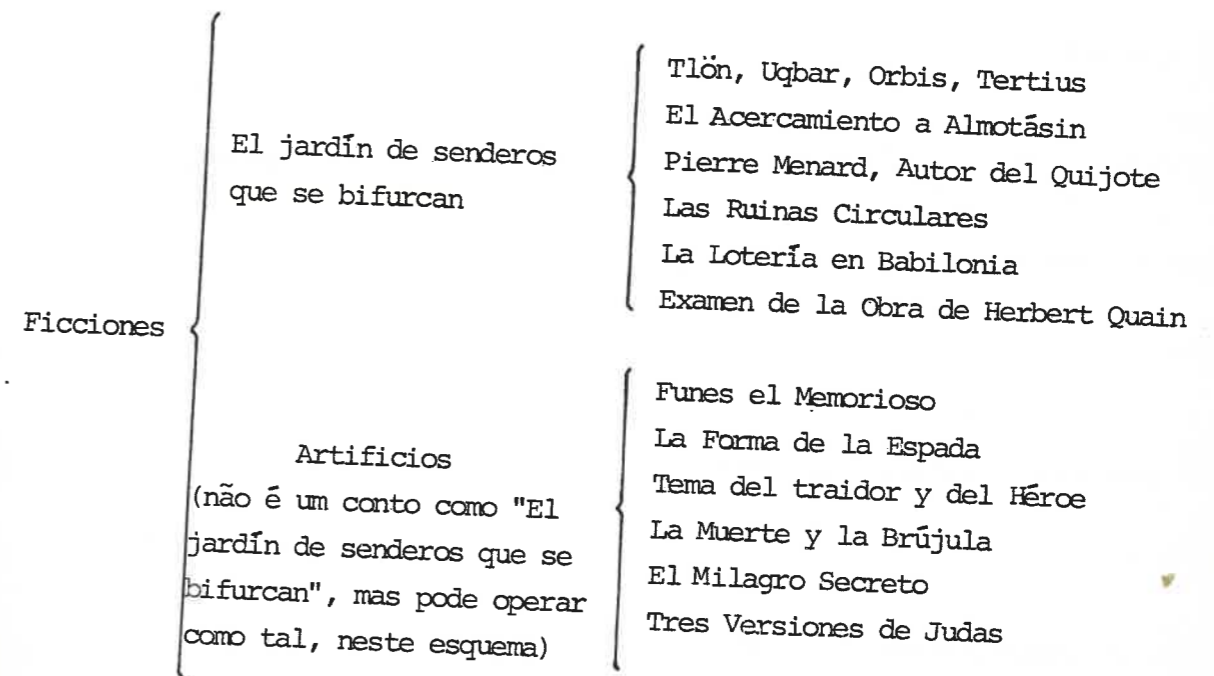 Ficciones
El jardín de senderos
que se bifurcan
Tlön, Uqbar, Orbis, Tertius
El Acercamiento a Almotásin
Pierre Menard, Autor del Quijote
Las Ruinas Circulares
La Lotería en Babilonia
Examen de la Obra de Herbert Quain
Artificios
(não é um conto como "El
jardín de senderos que se
bifurcan", mas pode operar
como tal, neste esquema)
Funes el Memorioso
La Forma de la Espada
Tema del traidor y del Héroe
La Muerte y la Brújula
El Milagro Secreto
Tres Versiones de Judas